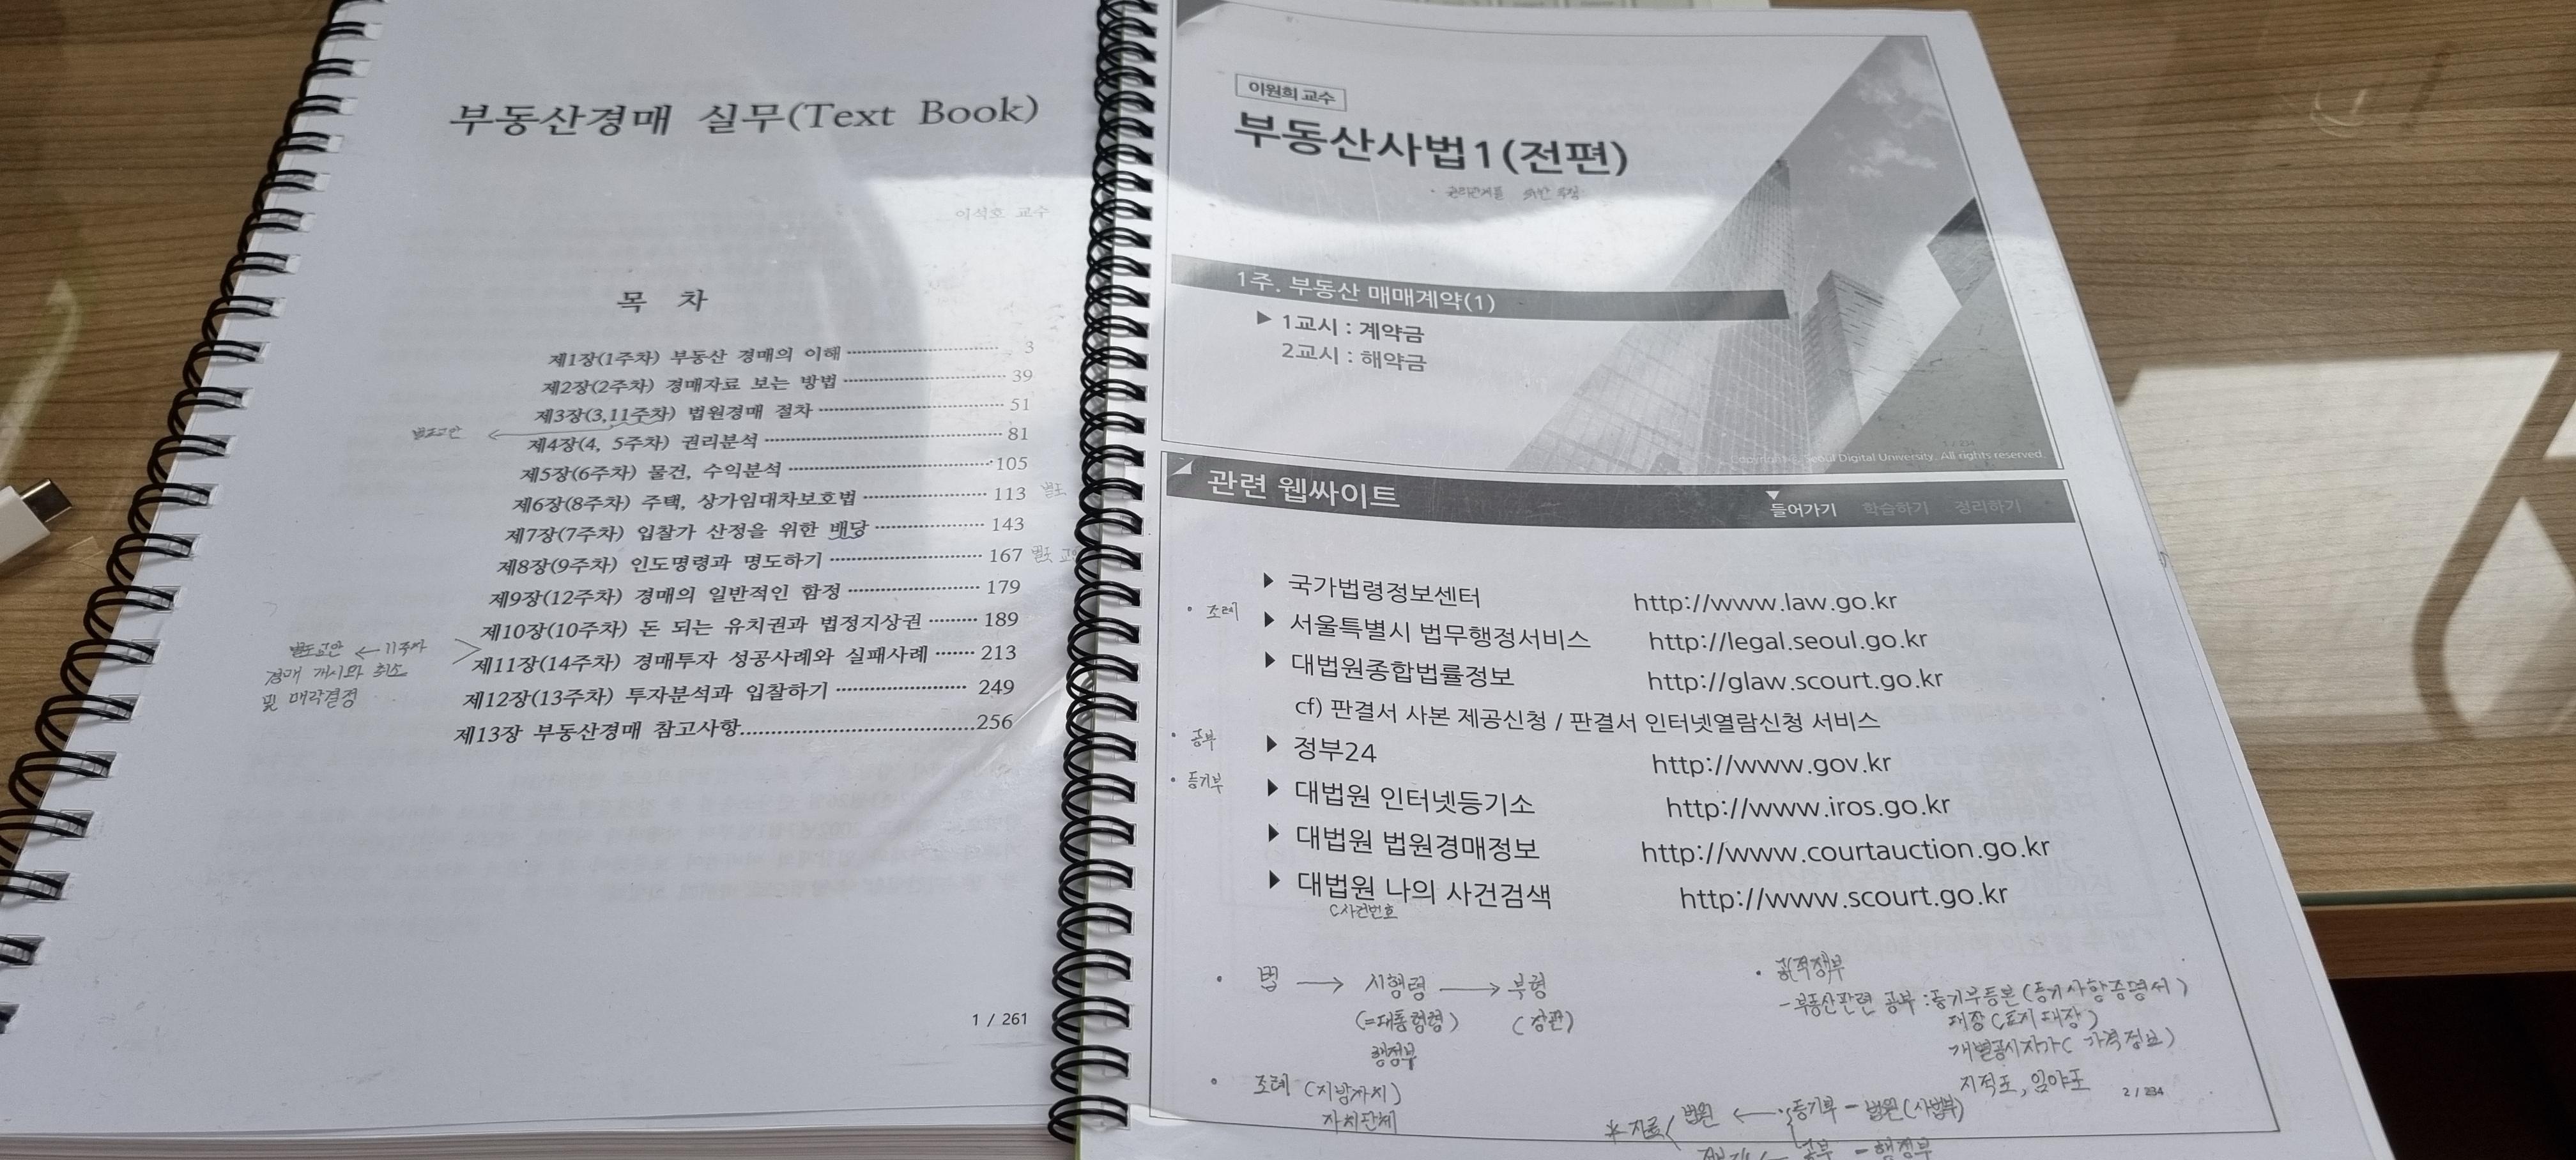 부동산경매 실무(Text Book)
이석호 교수
목 차
제1장(1주차) 부동산 경매의 이해 3
제2장(2주차) 경매자료 보는 방법 39
제3장(3,11주차) 법원경매 절차 51
별도교안 ←
제4장(4, 5주차) 권리분석 81
제5장(6주차) 물건, 수익분석 105
제6장(8주차) 주택, 상가임대차보호법 113 별도
제7장(7주차) 입찰가 산정을 위한 배당 143
제8장(9주차) 인도명령과 명도하기 167 별도
제9장(12주차) 경매의 일반적인 함정 179
제10장(10주차) 돈 되는 유치권과 법정지상권 189
별도교안 ← 11주차
경매 개시와 취소
및 매각결정
제11장(14주차) 경매투자 성공사례와 실패사례 213
제12장(13주차) 투자분석과 입찰하기 249
제13장 부동산경매 참고사항 256
1 / 261
이원희 교수
부동산사법1(전편)
1주. 부동산 매매계약(1)
▶ 1교시 : 계약금
2교시 : 해약금
1 / 234
Seoul Digital University. All rights reserved.
관련 웹싸이트
들어가기 학습하기 정리하기
▶ 국가법령정보센터 http://www.law.go.kr
• 조례 ▶ 서울특별시 법무행정서비스 http://legal.seoul.go.kr
▶ 대법원종합법률정보 http://glaw.scourt.go.kr
cf) 판결서 사본 제공신청 / 판결서 인터넷열람신청 서비스
• 공부 ▶ 정부24 http://www.gov.kr
• 등기부 ▶ 대법원 인터넷등기소 http://www.iros.go.kr
▶ 대법원 법원경매정보 http://www.courtauction.go.kr
▶ 대법원 나의 사건검색 http://www.scourt.go.kr
사건번호
• 법 → 시행령 → 부령
(=대통령령) (장관)
행정부
• 조례 (지방자치)
자치단체
• 공(적장)부
- 부동산관련 공부 : 등기부등본(등기사항증명서)
대장(토지대장)
개별공시지가( 가격정보)
지적도, 임야도
2 / 234
* 자료 법원 ← 등기부 - 법원(사법부)
공부 - 행정부